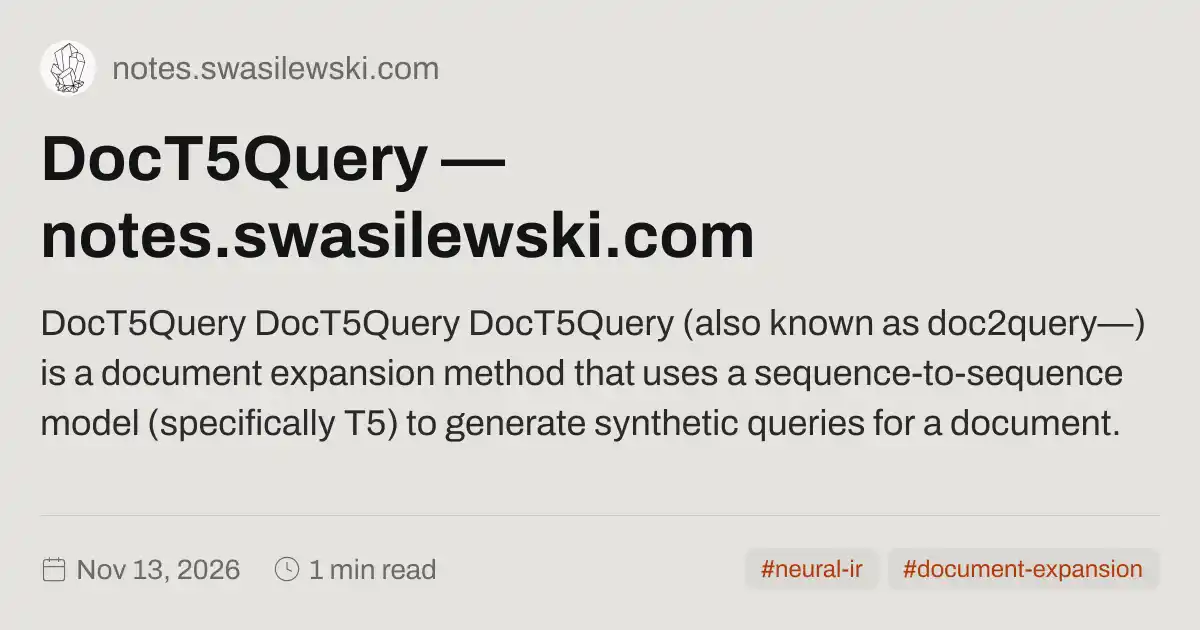 notes.swasilewski.com
DocT5Query —
notes.swasilewski.com
DocT5Query DocT5Query DocT5Query (also known as doc2query—)
is a document expansion method that uses a sequence-to-sequence
model (specifically T5) to generate synthetic queries for a document.
Nov 13, 2026 1 min read #neural-ir #document-expansion